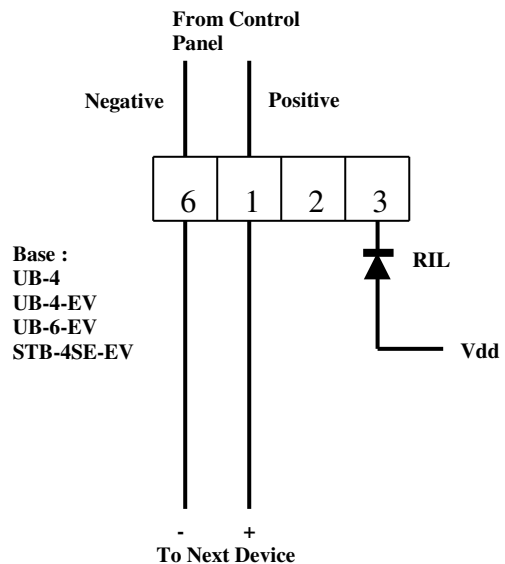 From Control
Panel
Negative
Positive
6 1 2 3
Base :
UB-4
UB-4-EV
UB-6-EV
STB-4SE-EV
RIL
Vdd
- +
To Next Device